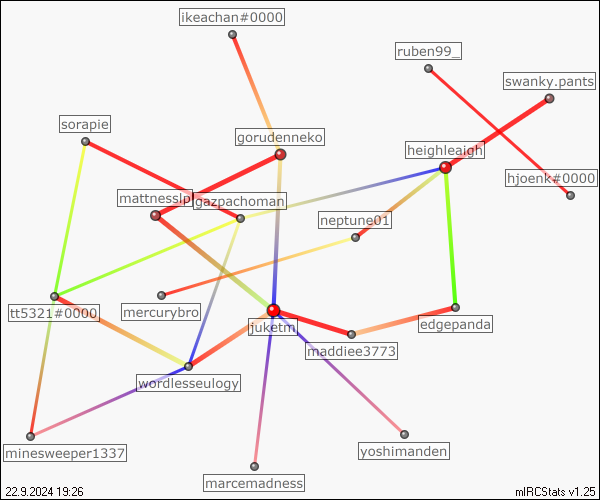 ikeachan#0000
ruben99_
swanky.pants
sorapie
gorudenneko
heighleaigh
hjoenk#0000
mattnesslp
gazpachoman
neptune01
tt5321#0000
mercurybro
juketm
edgepanda
maddiee3773
wordlesseulogy
minesweeper1337
yoshimanden
marcemadness
22.9.2024 19:26
mIRCStats v1.25